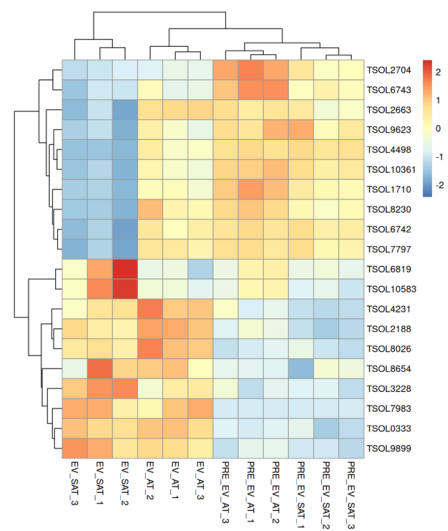 TSOL2704
TSOL6743
TSOL2663
TSOL9623
TSOL4498
TSOL10361
TSOL1710
TSOL8230
TSOL6742
TSOL7797
TSOL6819
TSOL10583
TSOL4231
TSOL2188
TSOL8026
TSOL8654
TSOL3228
TSOL7983
TSOL0333
TSOL9899
2
1
0
-1
-2
EV_SAT_3
EV_SAT_1
EV_SAT_2
EV_AT_2
EV_AT_1
EV_AT_3
PRE_EV_AT_3
PRE_EV_AT_1
PRE_EV_AT_2
PRE_EV_SAT_1
PRE_EV_SAT_2
PRE_EV_SAT_3